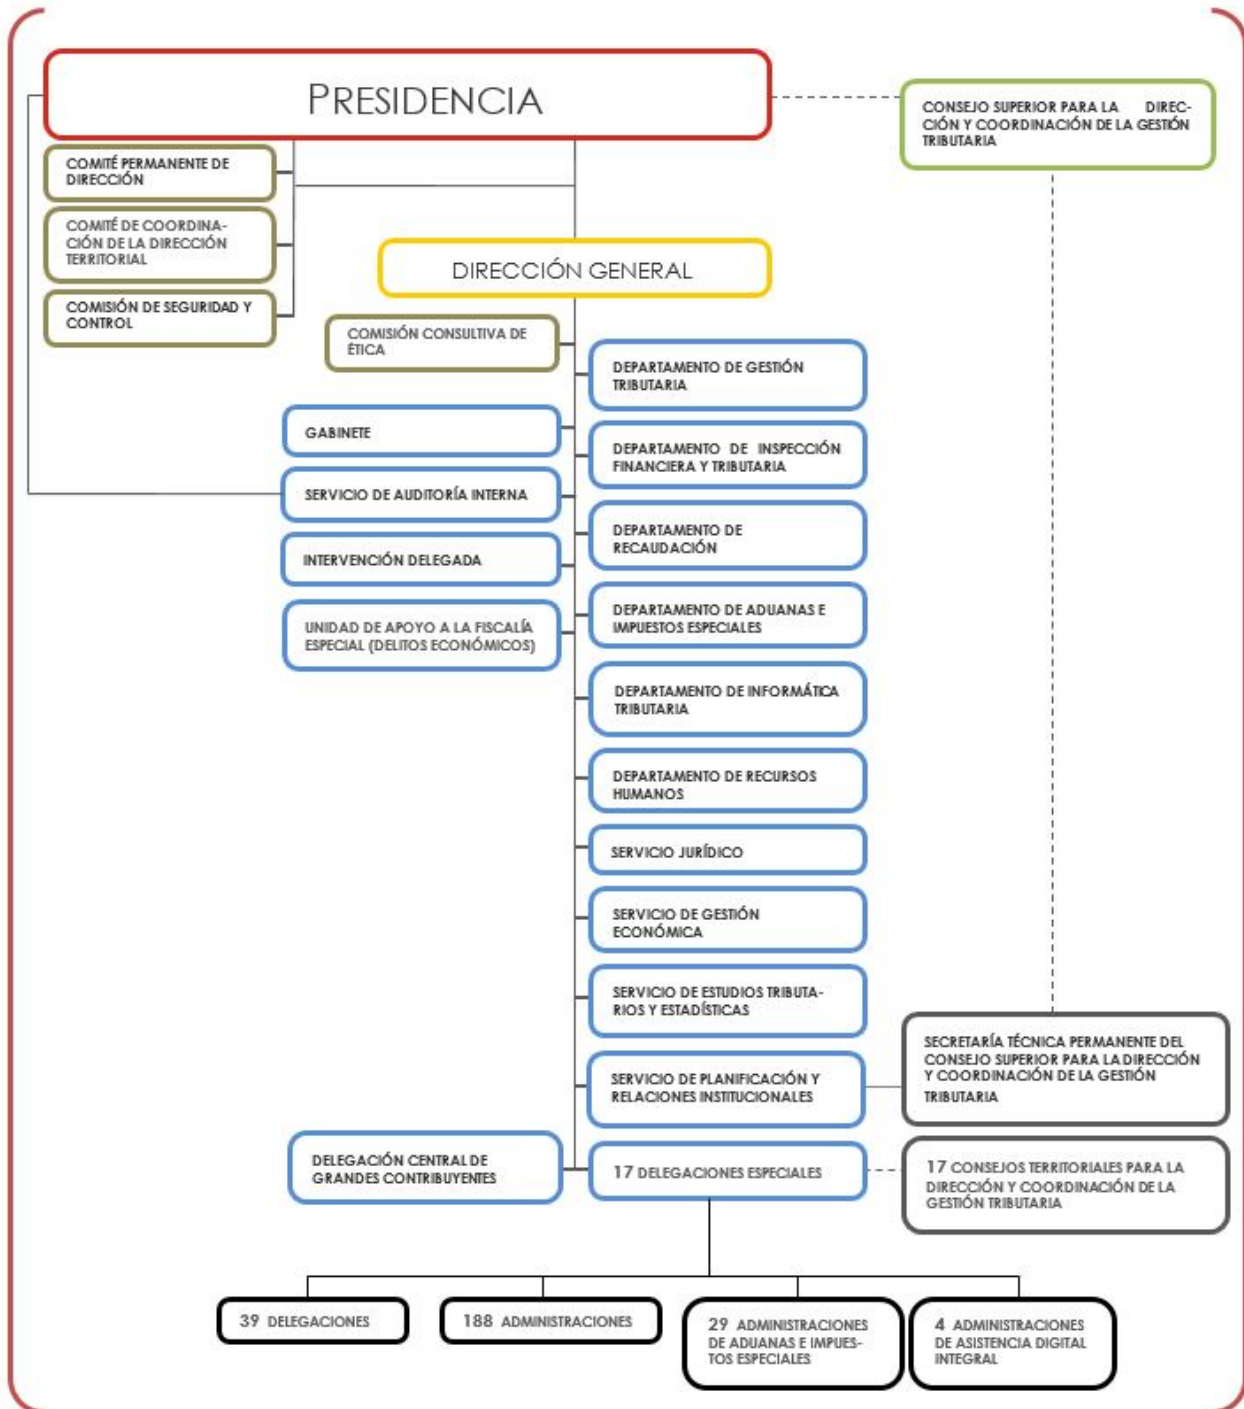 PRESIDENCIA
CONSEJO SUPERIOR PARA LA DIREC-
CIÓN Y COORDINACIÓN DE LA GESTIÓN
TRIBUTARIA
COMITÉ PERMANENTE DE
DIRECCIÓN
COMITÉ DE COORDINA-
CIÓN DE LA DIRECCIÓN
TERRITORIAL
COMISIÓN DE SEGURIDAD Y
CONTROL
DIRECCIÓN GENERAL
COMISIÓN CONSULTIVA DE
ÉTICA
GABINETE
SERVICIO DE AUDITORÍA INTERNA
INTERVENCIÓN DELEGADA
UNIDAD DE APOYO A LA FISCALÍA
ESPECIAL (DELITOS ECONÓMICOS)
DEPARTAMENTO DE GESTIÓN
TRIBUTARIA
DEPARTAMENTO DE INSPECCIÓN
FINANCIERA Y TRIBUTARIA
DEPARTAMENTO DE
RECAUDACIÓN
DEPARTAMENTO DE ADUANAS E
IMPUESTOS ESPECIALES
DEPARTAMENTO DE INFORMÁTICA
TRIBUTARIA
DEPARTAMENTO DE RECURSOS
HUMANOS
SERVICIO JURÍDICO
SERVICIO DE GESTIÓN
ECONÓMICA
SERVICIO DE ESTUDIOS TRIBUTA-
RIOS Y ESTADÍSTICAS
SERVICIO DE PLANIFICACIÓN Y
RELACIONES INSTITUCIONALES
SECRETARÍA TÉCNICA PERMANENTE DEL
CONSEJO SUPERIOR PARA LA DIRECCIÓN
Y COORDINACIÓN DE LA GESTIÓN
TRIBUTARIA
DELEGACIÓN CENTRAL DE
GRANDES CONTRIBUYENTES
17 DELEGACIONES ESPECIALES
17 CONSEJOS TERRITORIALES PARA LA
DIRECCIÓN Y COORDINACIÓN DE LA
GESTIÓN TRIBUTARIA
39 DELEGACIONES
188 ADMINISTRACIONES
29 ADMINISTRACIONES
DE ADUANAS E IMPUES-
TOS ESPECIALES
4 ADMINISTRACIONES
DE ASISTENCIA DIGITAL
INTEGRAL